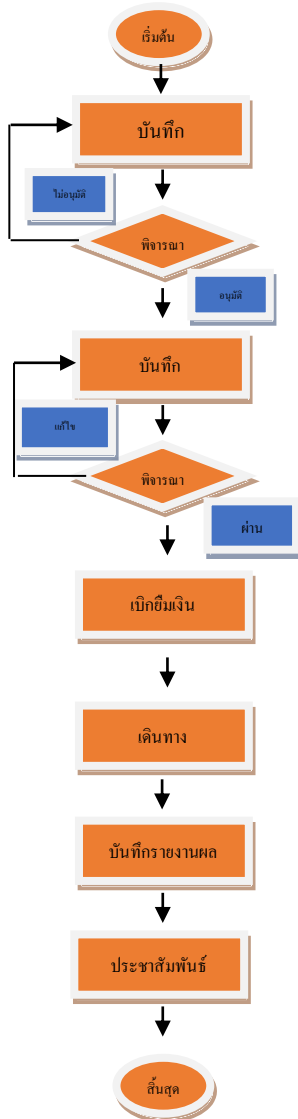 เริ่มต้น
บันทึก
ไม่อนุมัติ
พิจารณา
อนุมัติ
บันทึก
แก้ไข
พิจารณา
ผ่าน
เบิกยืมเงิน
เดินทาง
บันทึกรายงานผล
ประชาสัมพันธ์
สิ้นสุด